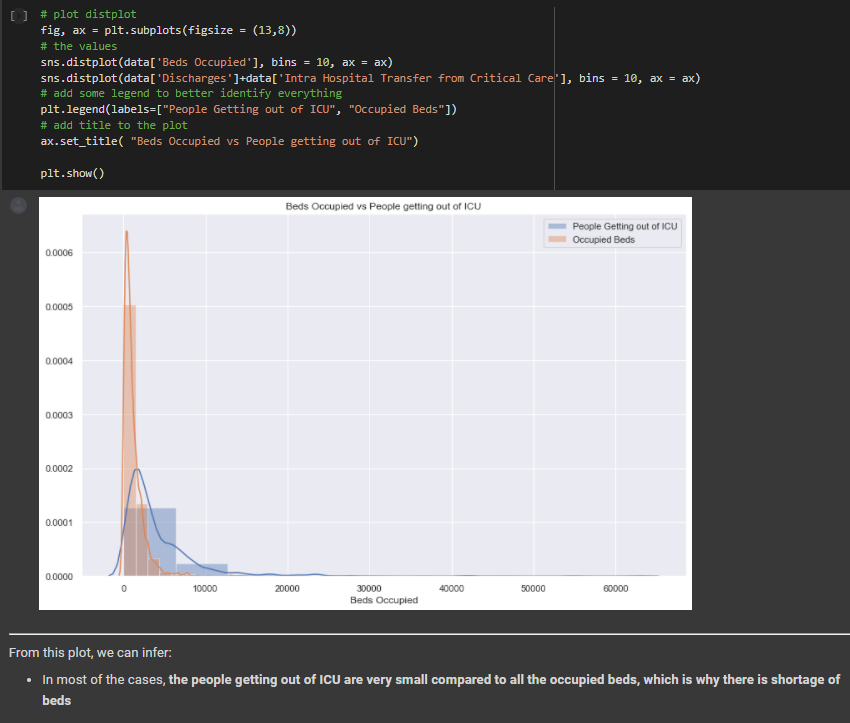 [ ] # plot distplot
fig, ax = plt.subplots(figsize = (13,8))
# the values
sns.distplot(data['Beds Occupied'], bins = 10, ax = ax)
sns.distplot(data['Discharges']+data['Intra Hospital Transfer from Critical Care'], bins = 10, ax = ax)
# add some legend to better identify everything
plt.legend(labels=["People Getting out of ICU", "Occupied Beds"])
# add title to the plot
ax.set_title( "Beds Occupied vs People getting out of ICU")
plt.show()
Beds Occupied vs People getting out of ICU
People Getting out of ICU
Occupied Beds
0.0006
0.0005
0.0004
0.0003
0.0002
0.0001
0.0000
0 10000 20000 30000 40000 50000 60000
Beds Occupied
From this plot, we can infer:
• In most of the cases, the people getting out of ICU are very small compared to all the occupied beds, which is why there is shortage of
beds